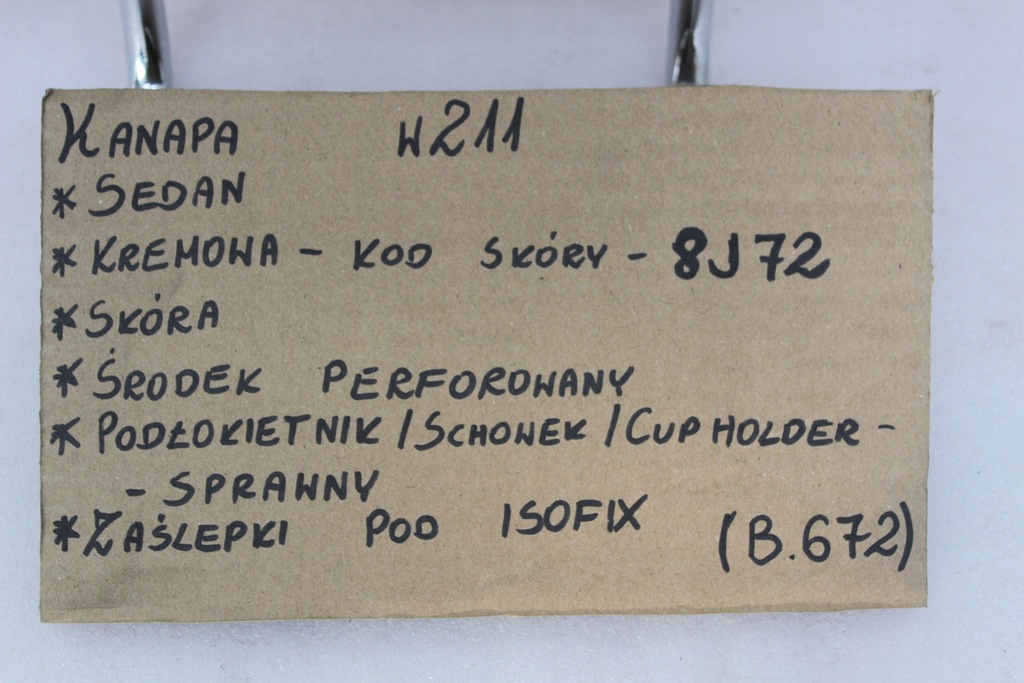 KANAPA W211
* SEDAN
* KREMOWA - KOD SKÓRY - 8J72
* SKÓRA
* ŚRODEK PERFOROWANY
* PODŁOKIETNIK / SCHOWEK / CUP HOLDER -
- SPRAWNY
* ZAŚLEPKI POD ISOFIX (B.672)